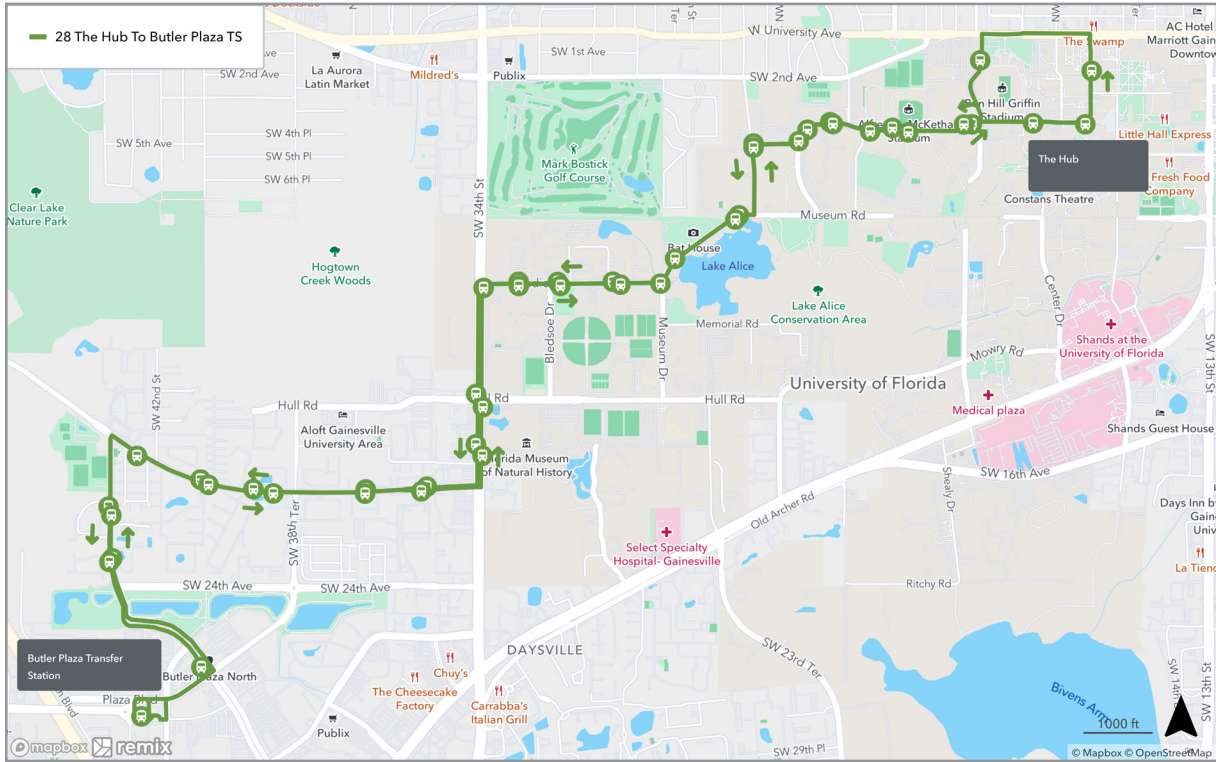 28 The Hub To Butler Plaza TS
W University Ave
SW 1st Ave
SW 2nd Ave
SW 2nd Ave
La Aurora
Latin Market
Mildred's
Publix
The Swamp
AC Hotel
Marriott Gain
Downtow
Ben Hill Griffin
Stadium
Stadium
Little Hall Express
The Hub
Fresh Food
Company
Constans Theatre
SW 4th Pl
SW 5th Ave
SW 5th Pl
SW 6th Pl
Mark Bostick
Golf Course
SW 34th St
Clear Lake
Nature Park
Museum Rd
Hogtown
Creek Woods
Bat House
Lake Alice
Lake Alice
Conservation Area
Center Dr
Bledsoe Dr
Museum Dr
Memorial Rd
Mowry Rd
Shands at the
University of Florida
SW 13th St
University of Florida
Medical plaza
SW 42nd St
Hull Rd
Hull Rd
Aloft Gainesville
University Area
Shands Guest House
Florida Museum
of Natural History
SW 16th Ave
Shealy Dr
Old Archer Rd
Days Inn by
Gaine
Univ
SW 38th Ter
Select Specialty
Hospital- Gainesville
La Tienc
SW 24th Ave
SW 24th Ave
Ritchy Rd
Butler Plaza Transfer
Station
DAYSVILLE
SW 23rd Ter
Butler Plaza North
Chuy's
The Cheesecake
Factory
Carrabba's
Italian Grill
Bivens Arm
SW 13th St
Publix
SW 29th Pl
1000 ft
mapbox remix
© Mapbox © OpenStreetMap